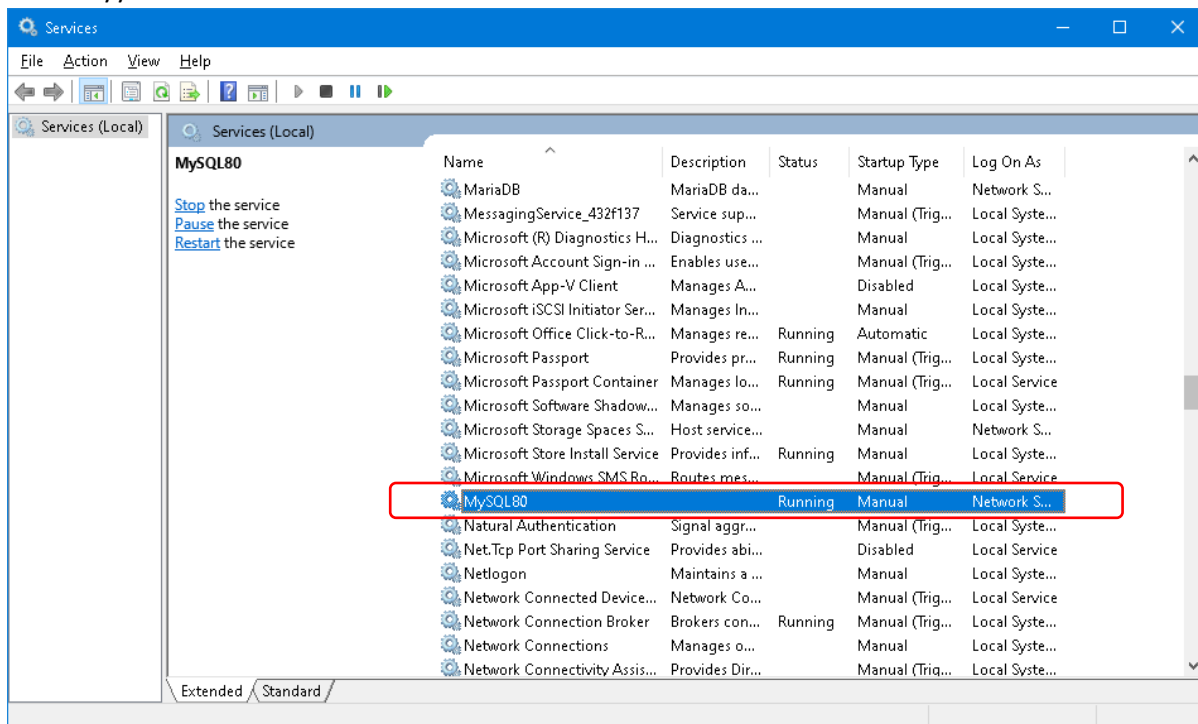 Services
File Action View Help
Services (Local)
Services (Local)
MySQL80
Stop the service
Pause the service
Restart the service
Name Description Status Startup Type Log On As
MariaDB MariaDB da... Manual Network S...
MessagingService_432f137 Service sup... Manual (Trig... Local Syste...
Microsoft (R) Diagnostics H... Diagnostics ... Manual Local Syste...
Microsoft Account Sign-in ... Enables use... Manual (Trig... Local Syste...
Microsoft App-V Client Manages A... Disabled Local Syste...
Microsoft iSCSI Initiator Ser... Manages In... Manual Local Syste...
Microsoft Office Click-to-R... Manages re... Running Automatic Local Syste...
Microsoft Passport Provides pr... Running Manual (Trig... Local Syste...
Microsoft Passport Container Manages lo... Running Manual (Trig... Local Service
Microsoft Software Shadow... Manages so... Manual Local Syste...
Microsoft Storage Spaces S... Host service... Manual Network S...
Microsoft Store Install Service Provides inf... Running Manual Local Syste...
Microsoft Windows SMS Ro... Routes mes... Manual (Trig... Local Service
MySQL80 Running Manual Network S...
Natural Authentication Signal aggr... Manual (Trig... Local Syste...
Net.Tcp Port Sharing Service Provides abi... Disabled Local Service
Netlogon Maintains a ... Manual Local Syste...
Network Connected Device... Network Co... Manual (Trig... Local Service
Network Connection Broker Brokers con... Running Manual (Trig... Local Syste...
Network Connections Manages o... Manual Local Syste...
Network Connectivity Assis... Provides Dir... Manual (Trig... Local Syste...
Extended Standard